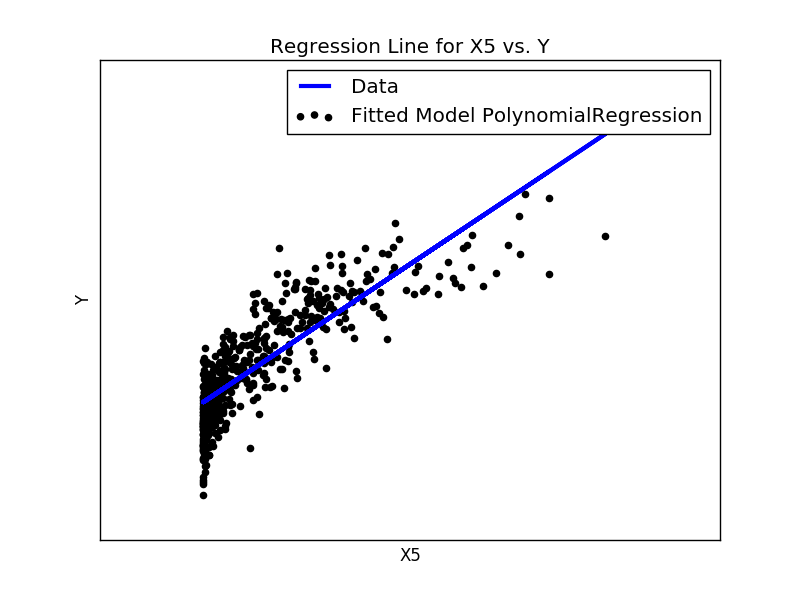 Regression Line for X5 vs. Y
Data
Fitted Model PolynomialRegression
Y
X5